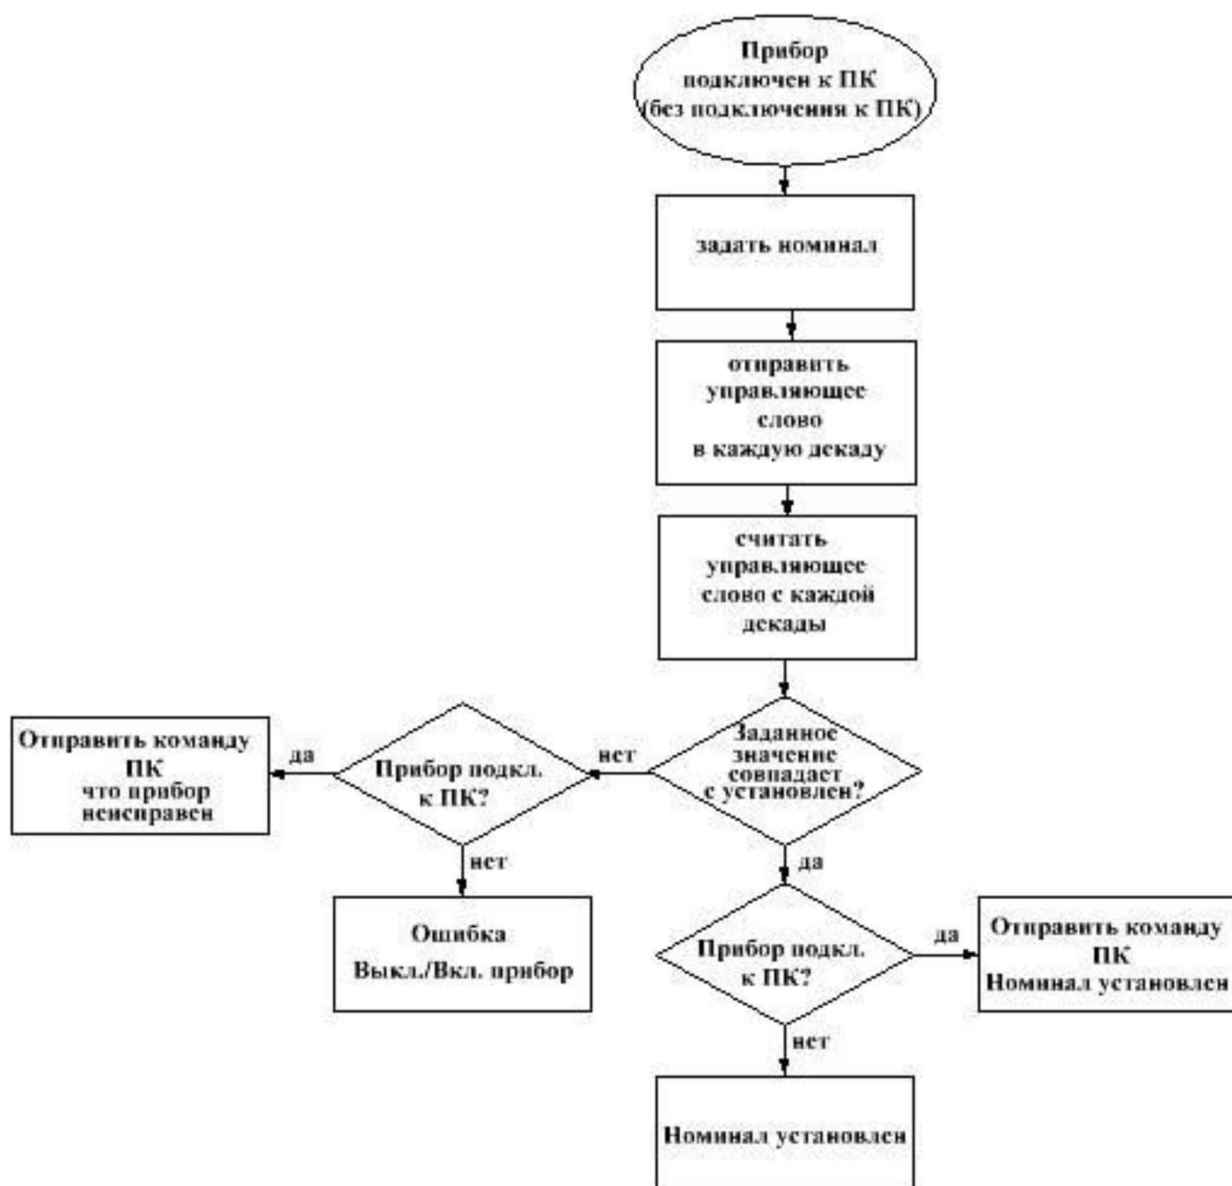 Прибор
подключен к ПК
(без подключения к ПК)
задать номинал
отправить
управляющее
слово
в каждую декаду
считать
управляющее
слово с каждой
декады
Заданное
значение
совпадает
с установлен?
нет
Прибор подкл.
к ПК?
да
Отправить команду
ПК
что прибор
неисправен
нет
Ошибка
Выкл./Вкл. прибор
да
Прибор подкл.
к ПК?
да
Отправить команду
ПК
Номинал установлен
нет
Номинал установлен